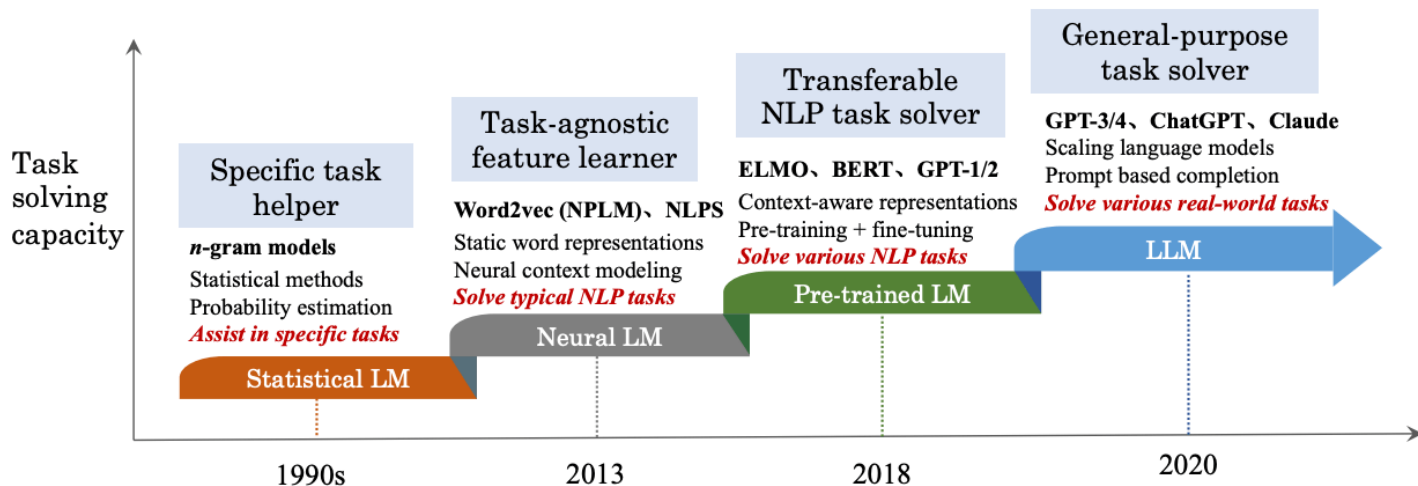 Task
solving
capacity
Specific task
helper
n-gram models
Statistical methods
Probability estimation
Assist in specific tasks
Statistical LM
1990s
Task-agnostic
feature learner
Word2vec (NPLM)、NLPS
Static word representations
Neural context modeling
Solve typical NLP tasks
Neural LM
2013
Transferable
NLP task solver
ELMO、BERT、GPT-1/2
Context-aware representations
Pre-training + fine-tuning
Solve various NLP tasks
Pre-trained LM
2018
General-purpose
task solver
GPT-3/4、ChatGPT、Claude
Scaling language models
Prompt based completion
Solve various real-world tasks
LLM
2020